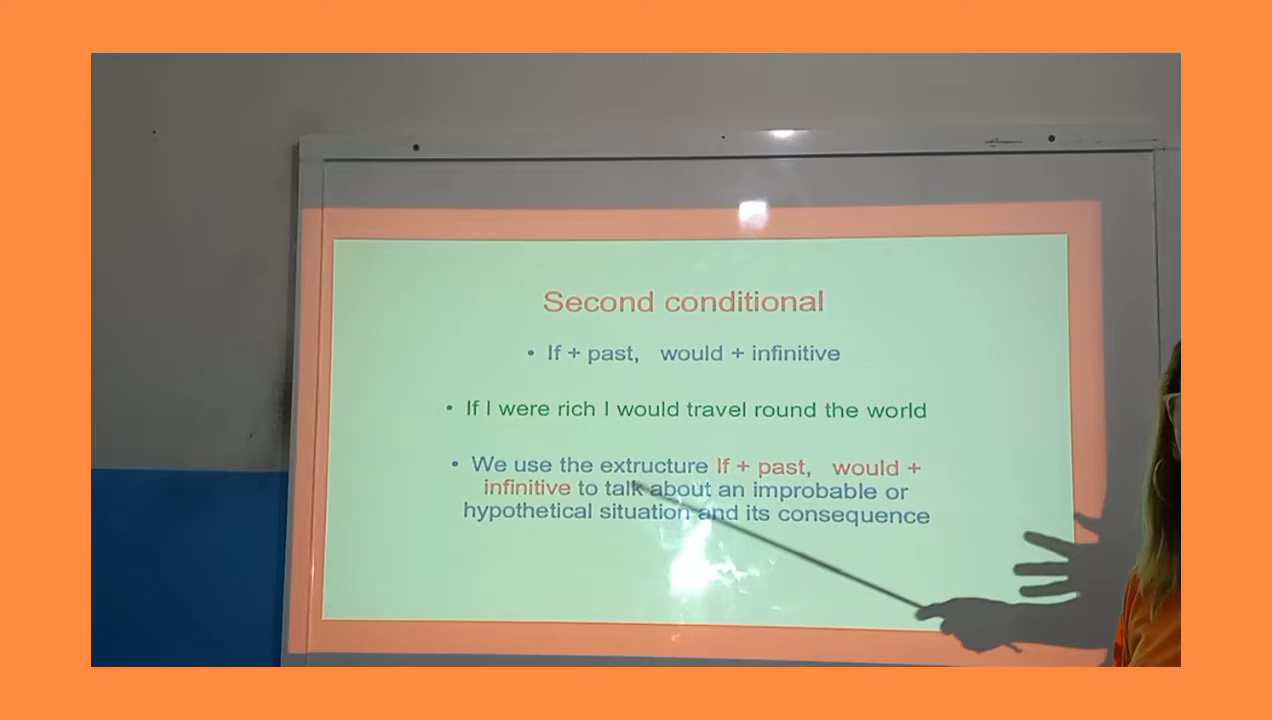 Second conditional
• If + past, would + infinitive
• If I were rich I would travel round the world
• We use the extructure If + past, would +
infinitive to talk about an improbable or
hypothetical situation and its consequence